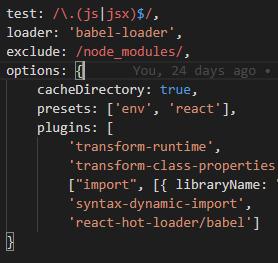 test: /\.(js|jsx)$/,
loader: 'babel-loader',
exclude: /node_modules/,
options: { You, 24 days ago •
cacheDirectory: true,
presets: ['env', 'react'],
plugins: [
'transform-runtime',
'transform-class-properties
["import", [{ libraryName:
'syntax-dynamic-import',
'react-hot-loader/babel']
}